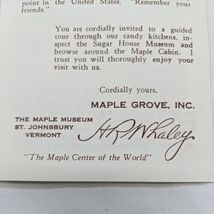 point in the United States. "Remember your
friends."
You are cordially invited to a guided
tour through our candy kitchens, in-
spect the Sugar House Museum and
browse around the Maple Cabin. I
trust you will thoroughly enjoy your
visit with us.
Cordially yours,
MAPLE GROVE, INC.
THE MAPLE MUSEUM
ST. JOHNSBURY
VERMONT
H R Whaley
"The Maple Center of the World"